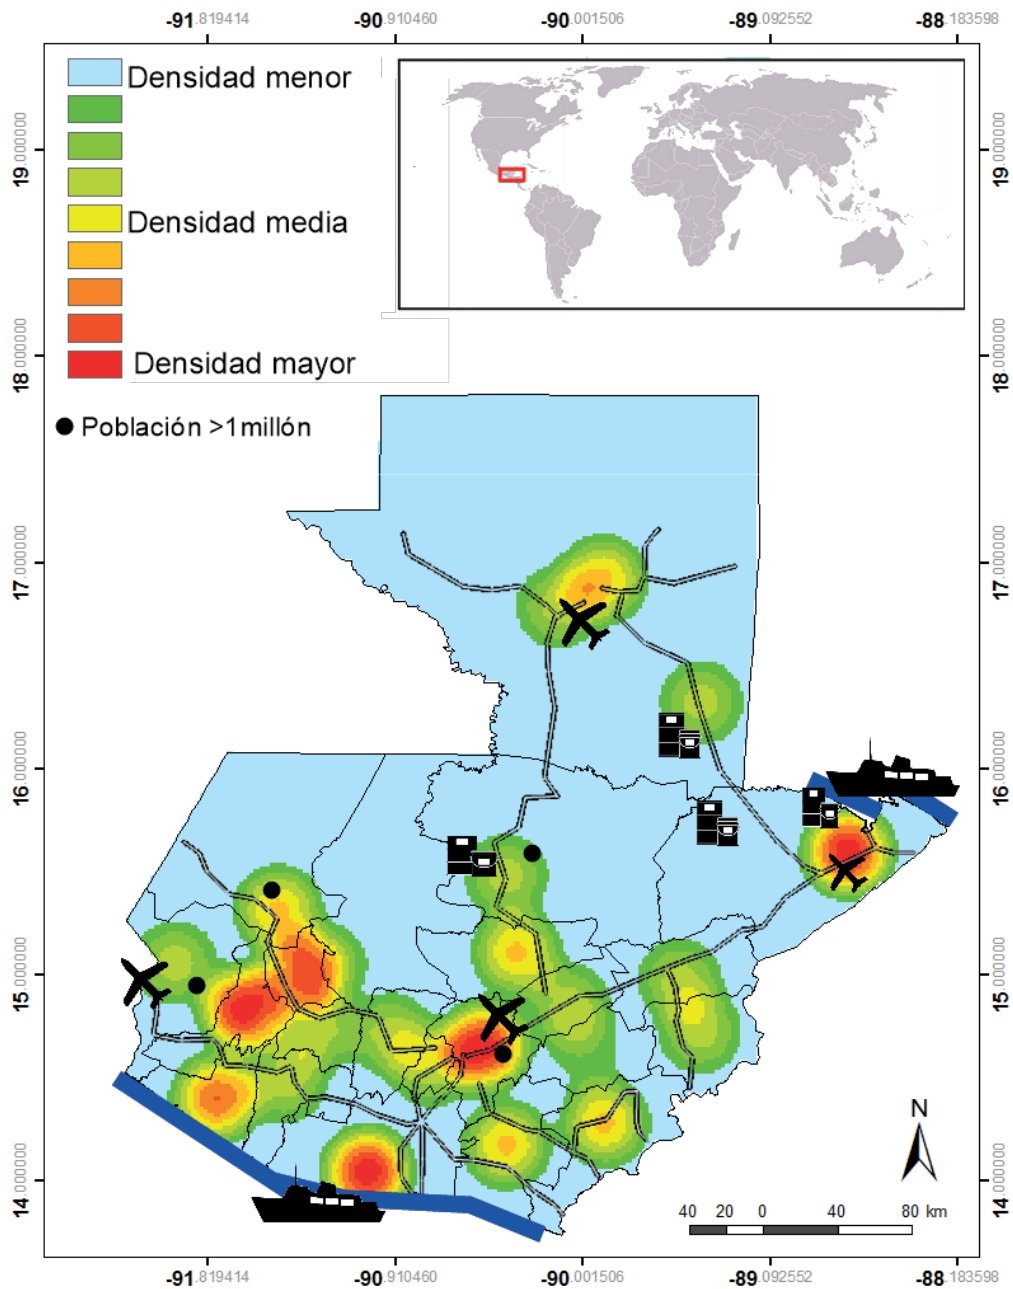 -91.819414 -90.910460 -90.001506 -89.092552 -88.183598
Densidad menor
Densidad media
Densidad mayor
Población >1millón
19.000000
18.000000
17.000000
16.000000
15.000000
14.000000
19.000000
18.000000
17.000000
16.000000
15.000000
14.000000
N
40 20 0 40 80 km
-91.819414 -90.910460 -90.001506 -89.092552 -88.183598